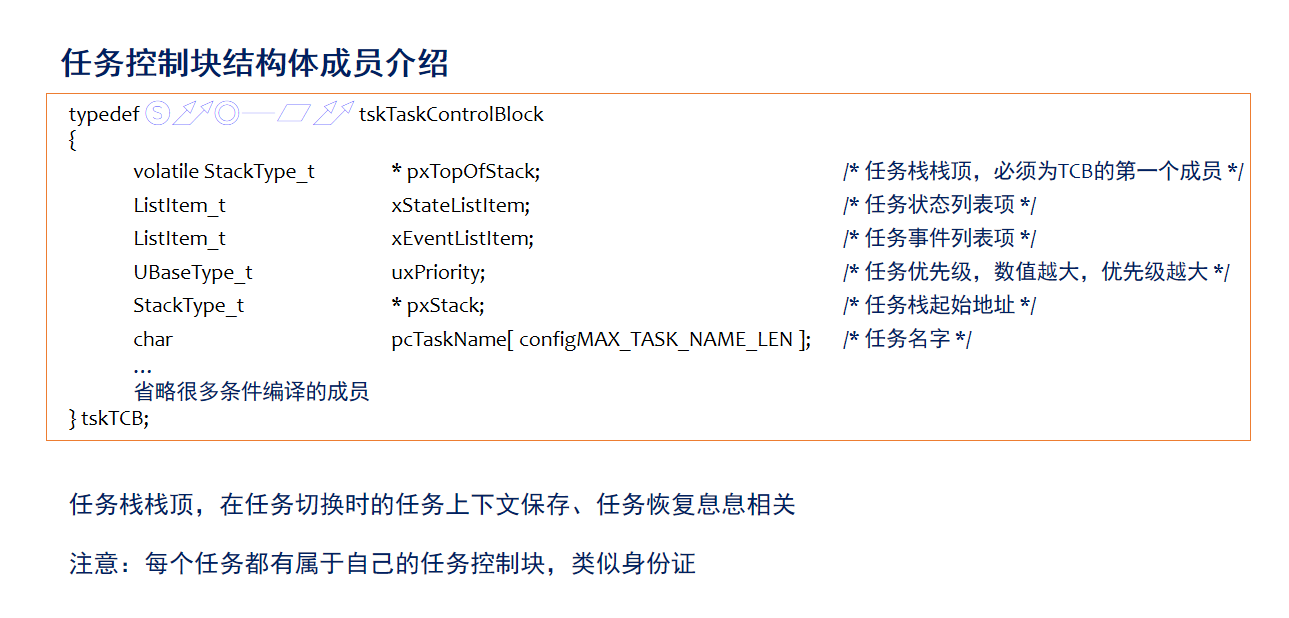 任务控制块结构体成员介绍
typedef tskTaskControlBlock
{
volatile StackType_t * pxTopOfStack; /* 任务栈栈顶，必须为TCB的第一个成员 */
ListItem_t xStateListItem; /* 任务状态列表项 */
ListItem_t xEventListItem; /* 任务事件列表项 */
UBaseType_t uxPriority; /* 任务优先级，数值越大，优先级越大 */
StackType_t * pxStack; /* 任务栈起始地址 */
char pcTaskName[ configMAX_TASK_NAME_LEN ]; /* 任务名字 */
...
省略很多条件编译的成员
} tskTCB;
任务栈栈顶，在任务切换时的任务上下文保存、任务恢复息息相关
注意：每个任务都有属于自己的任务控制块，类似身份证